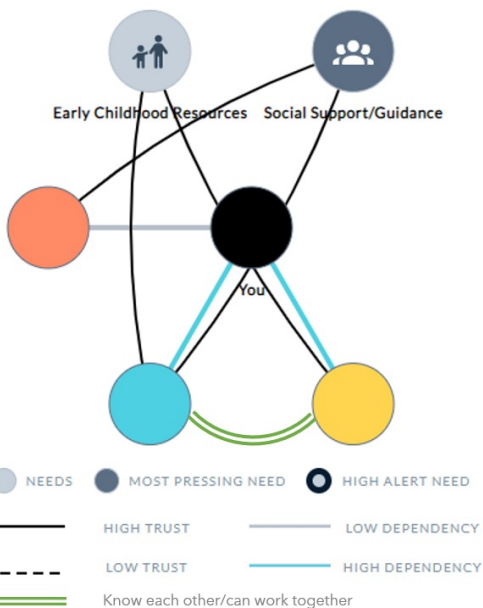 Early Childhood Resources
Social Support/Guidance
You
NEEDS
MOST PRESSING NEED
HIGH ALERT NEED
HIGH TRUST
LOW DEPENDENCY
LOW TRUST
HIGH DEPENDENCY
Know each other/can work together